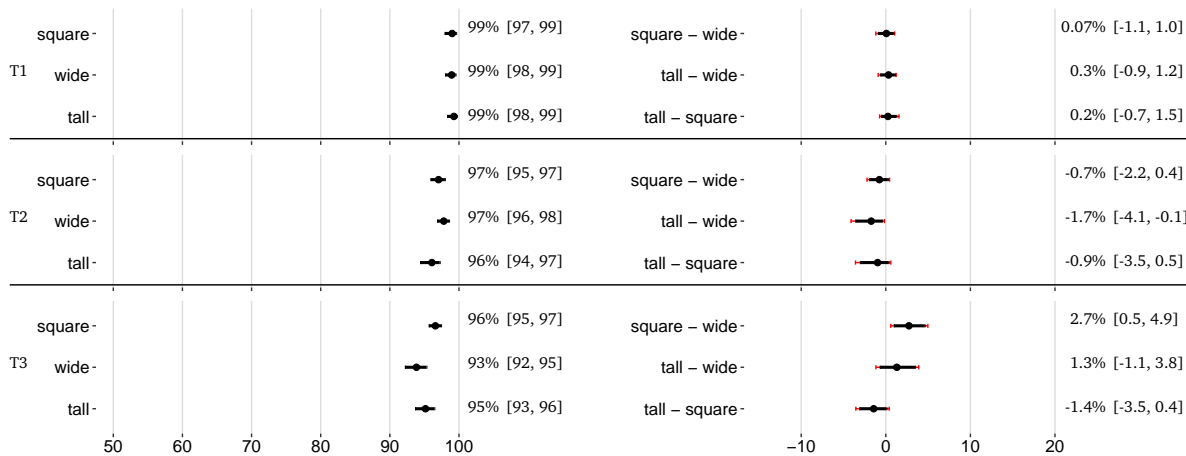 square 99% [97, 99] square – wide 0.07% [-1.1, 1.0]
T1 wide 99% [98, 99] tall – wide 0.3% [-0.9, 1.2]
tall 99% [98, 99] tall – square 0.2% [-0.7, 1.5]
square 97% [95, 97] square – wide -0.7% [-2.2, 0.4]
T2 wide 97% [96, 98] tall – wide -1.7% [-4.1, -0.1]
tall 96% [94, 97] tall – square -0.9% [-3.5, 0.5]
square 96% [95, 97] square – wide 2.7% [0.5, 4.9]
T3 wide 93% [92, 95] tall – wide 1.3% [-1.1, 3.8]
tall 95% [93, 96] tall – square -1.4% [-3.5, 0.4]
50 60 70 80 90 100 −10 0 10 20